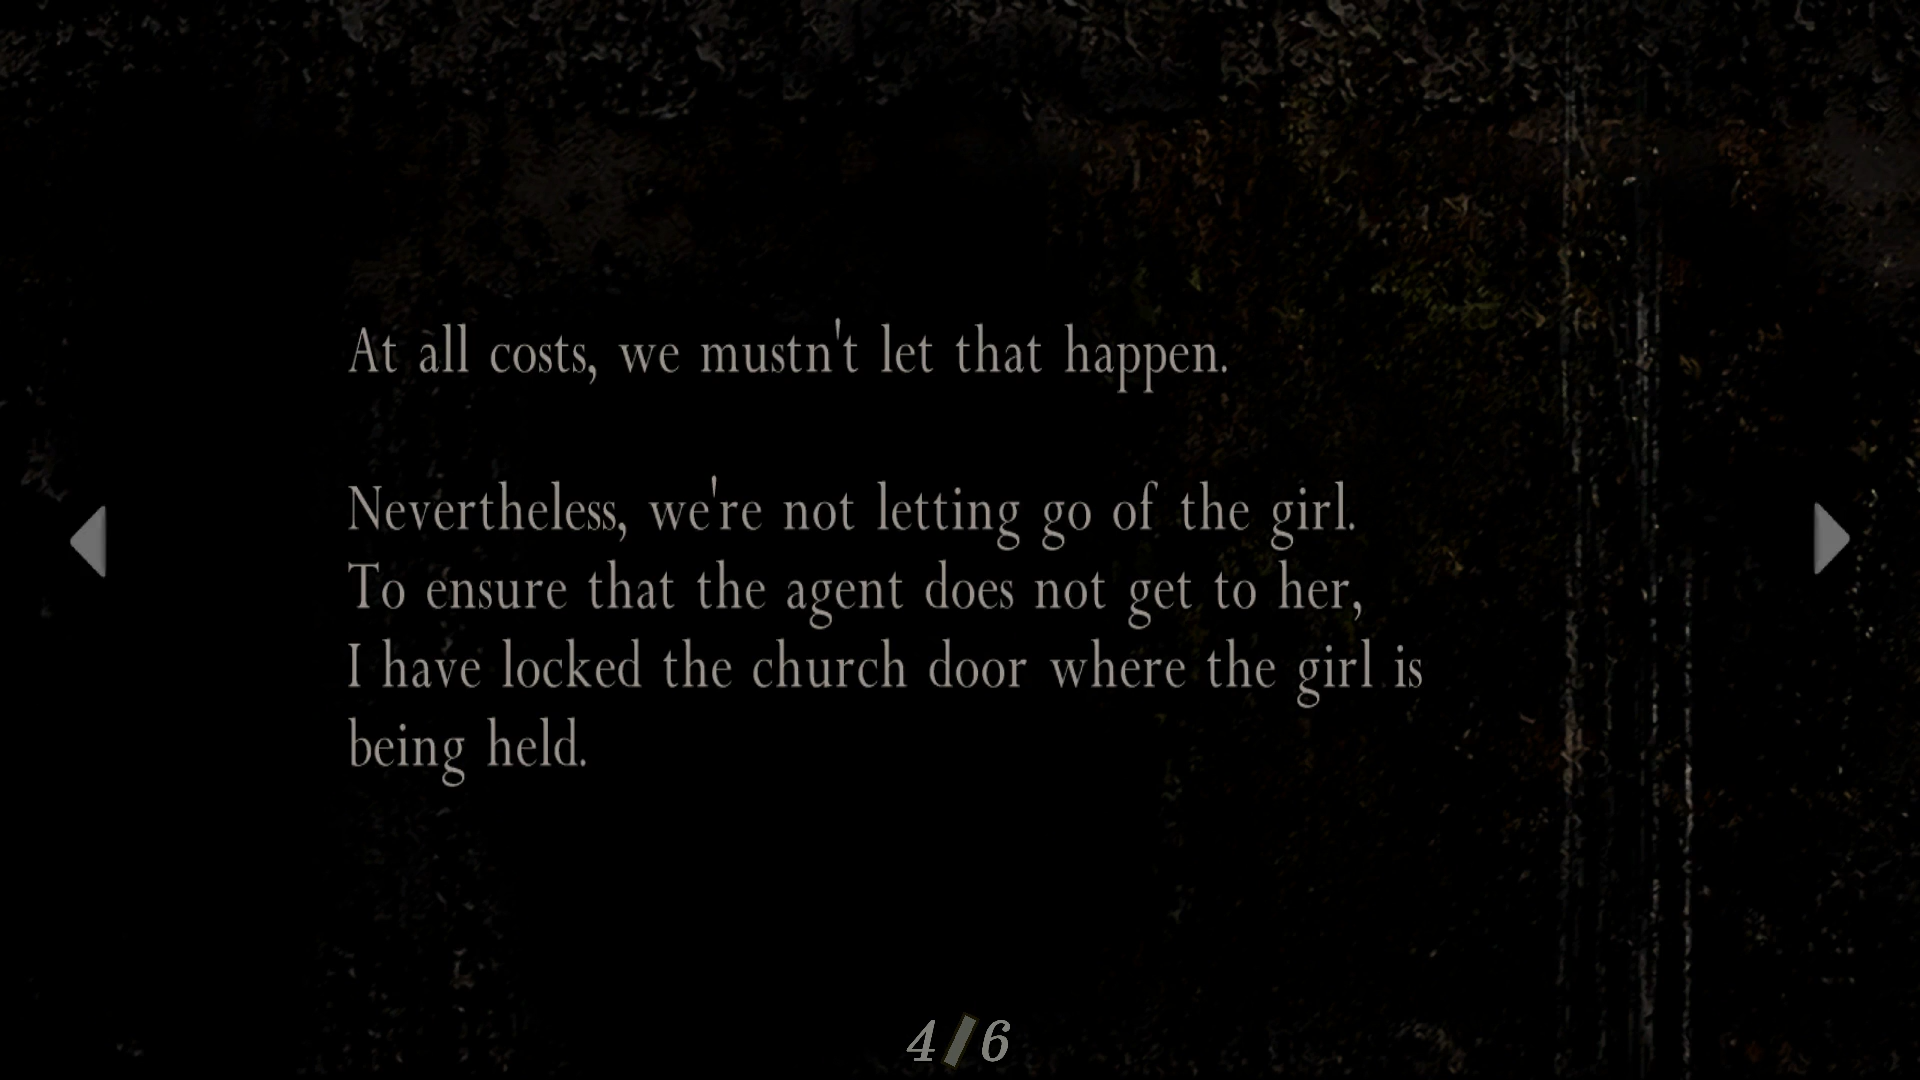 At all costs, we mustn't let that happen.
Nevertheless, we're not letting go of the girl.
To ensure that the agent does not get to her,
I have locked the church door where the girl is
being held.
4/6